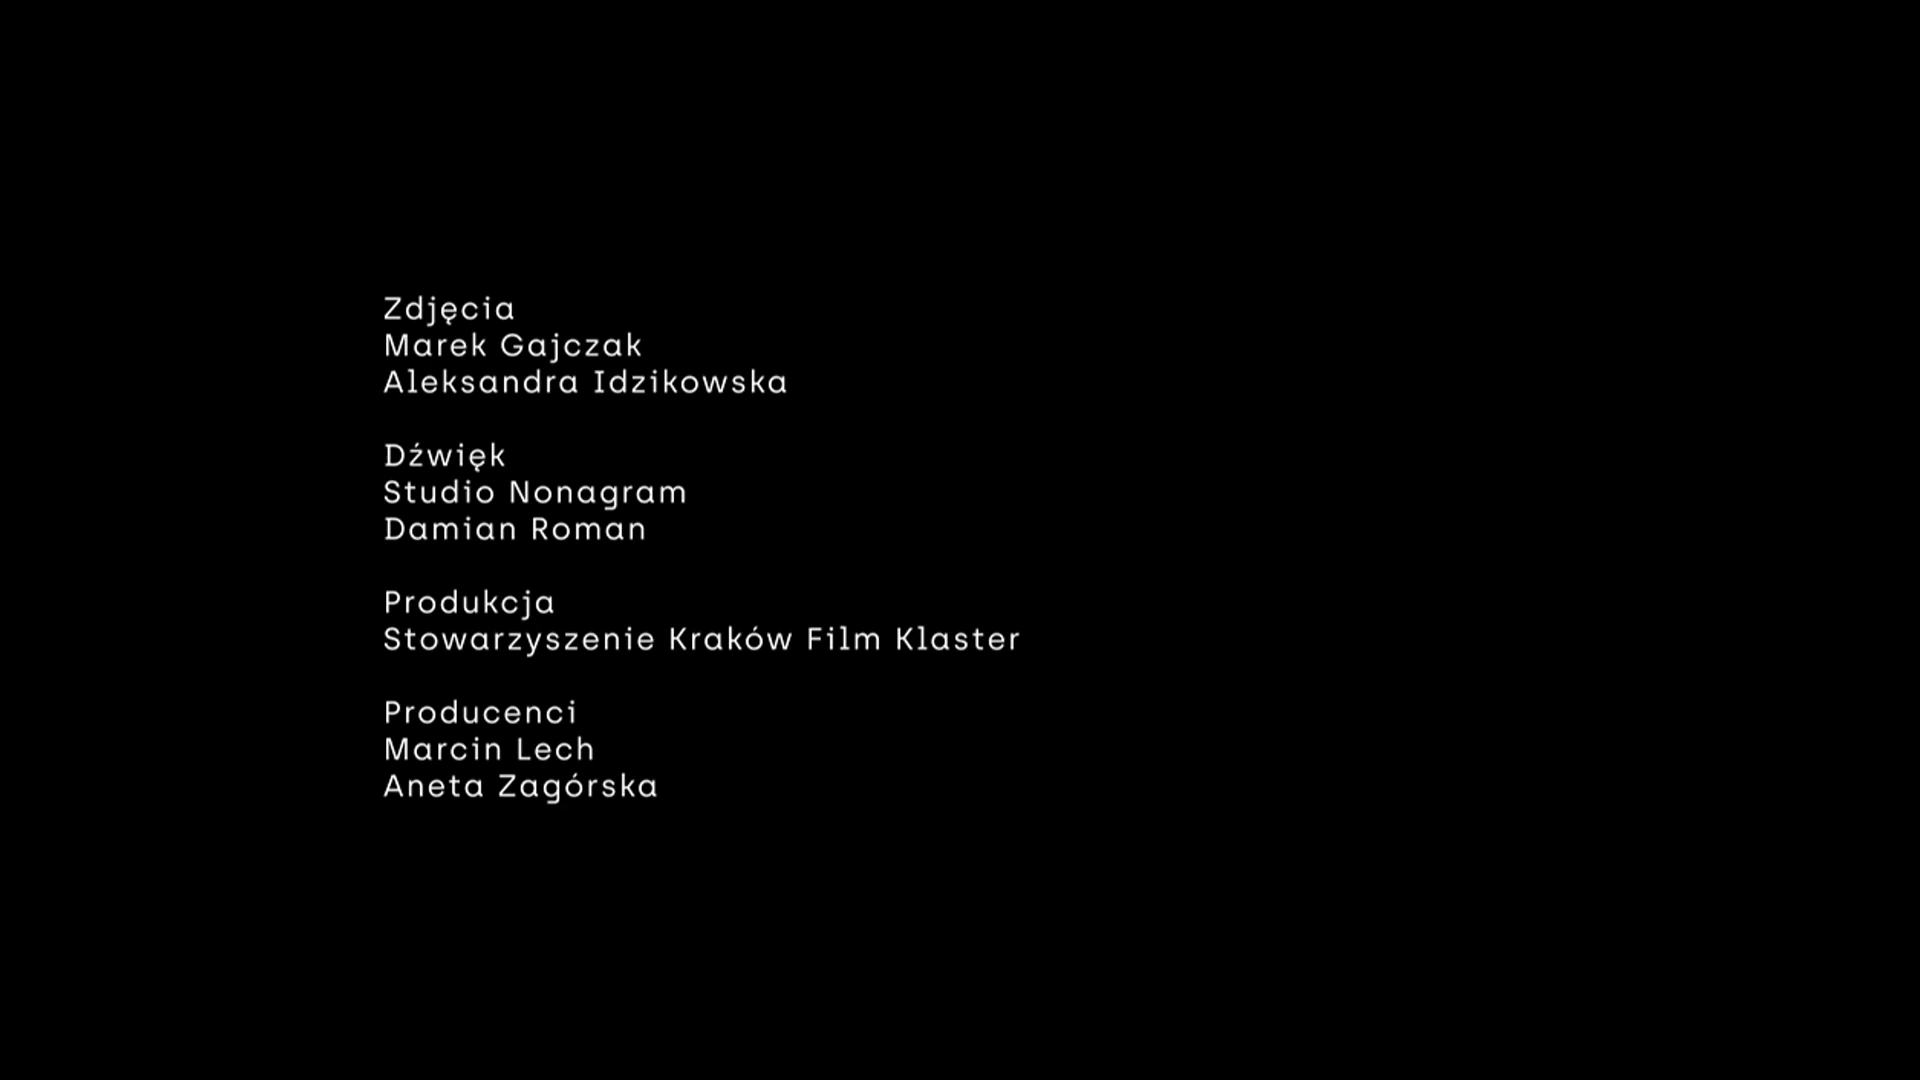 Zdjęcia
Marek Gajczak
Aleksandra Idzikowska
Dźwięk
Studio Nonagram
Damian Roman
Produkcja
Stowarzyszenie Kraków Film Klaster
Producenci
Marcin Lech
Aneta Zagórska